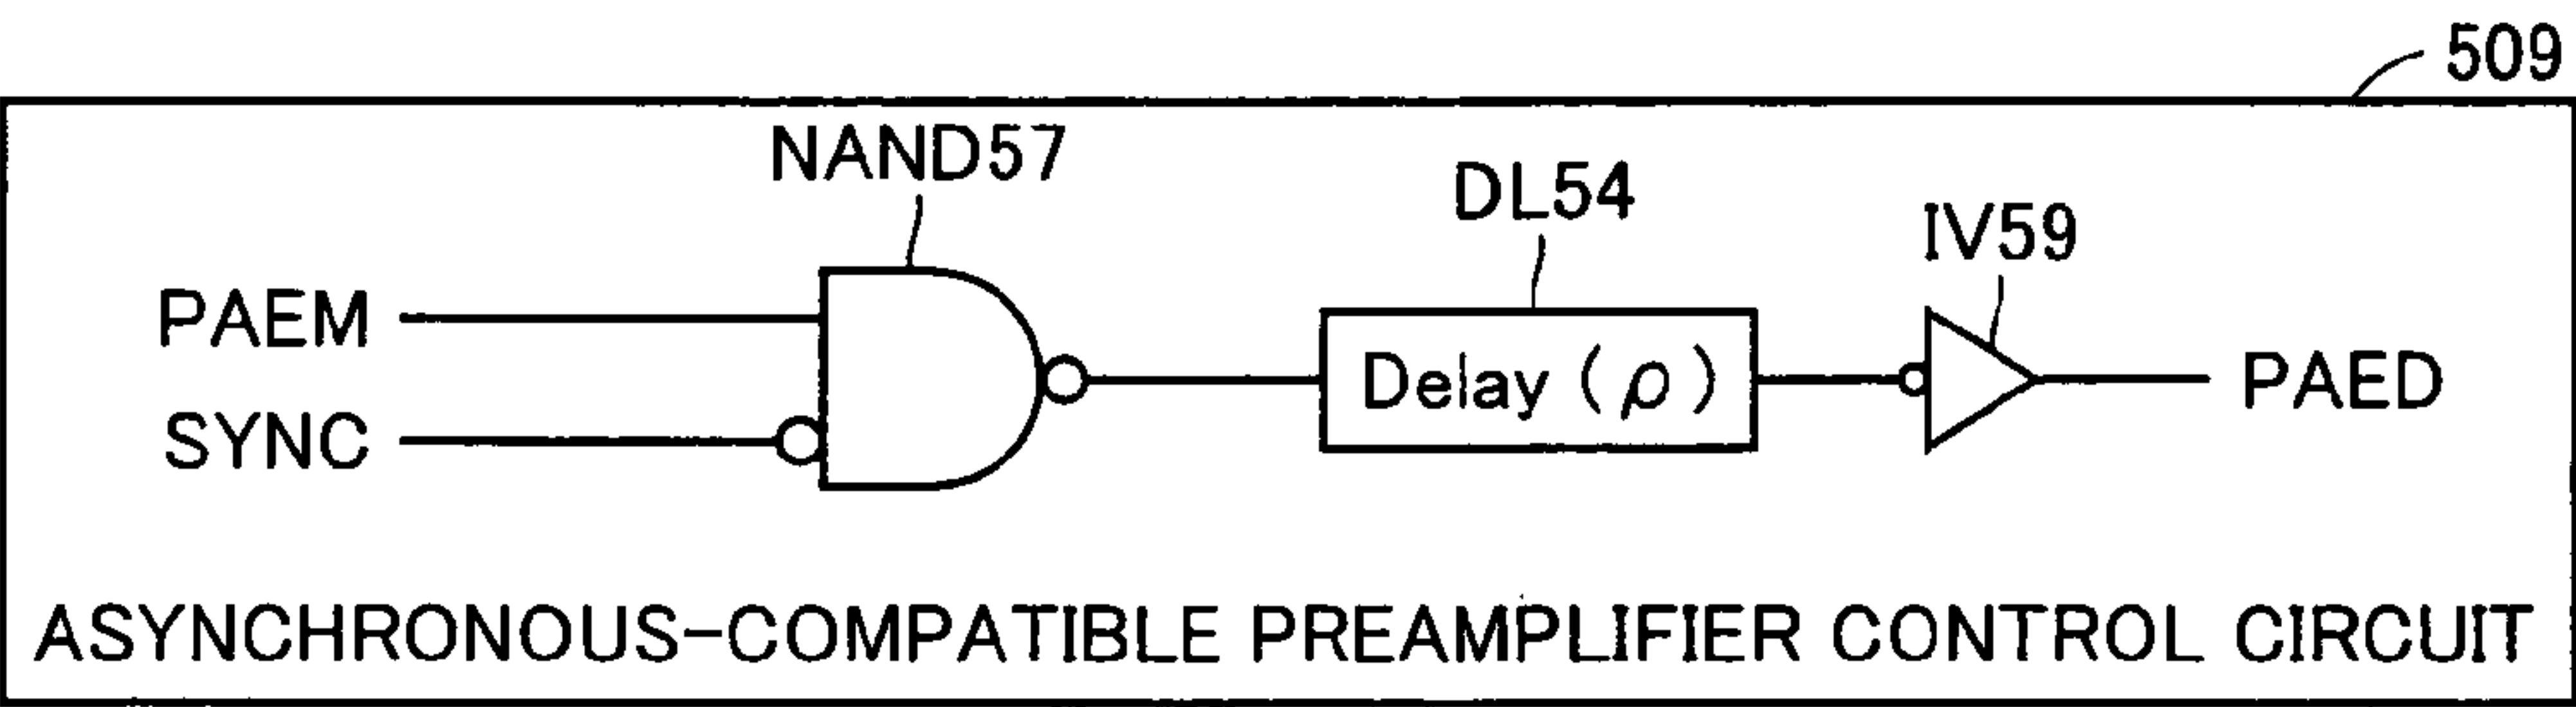 509
NAND57
DL54
IV59
PAEM
SYNC
Delay (ρ)
PAED
ASYNCHRONOUS-COMPATIBLE PREAMPLIFIER CONTROL CIRCUIT